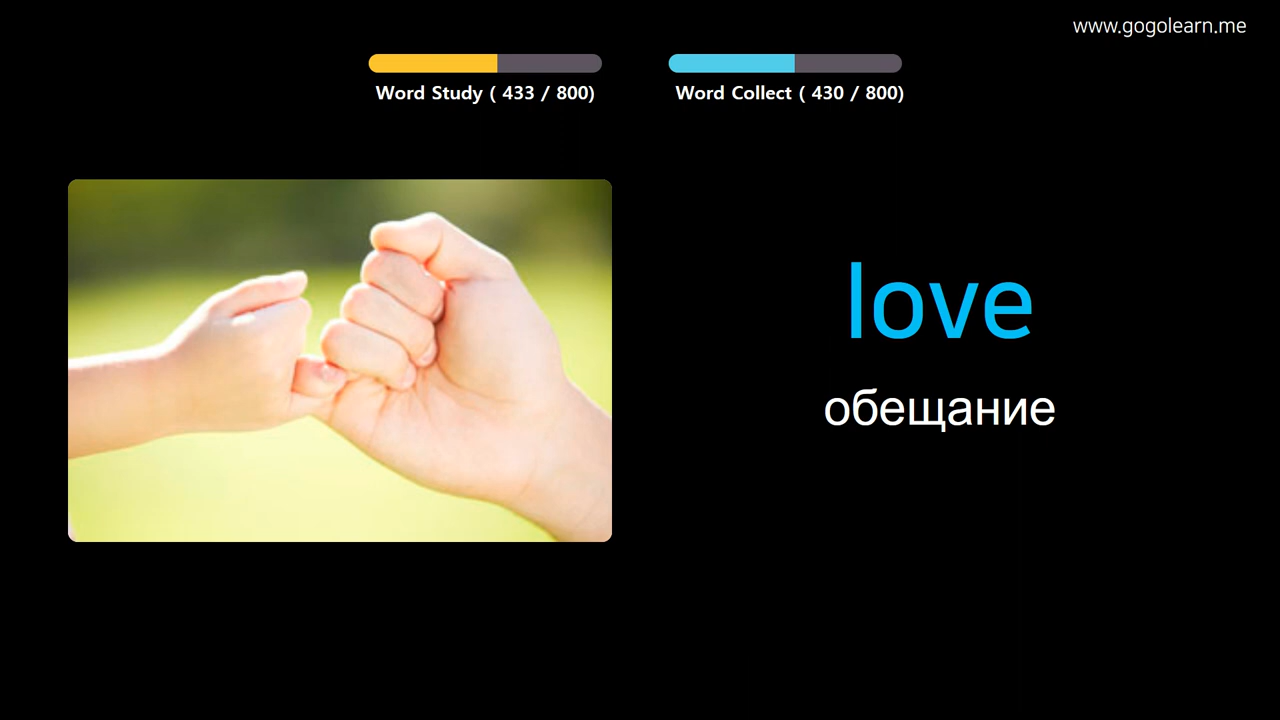 www.gogolearn.me
Word Study ( 433 / 800)
Word Collect ( 430 / 800)
love
обещание